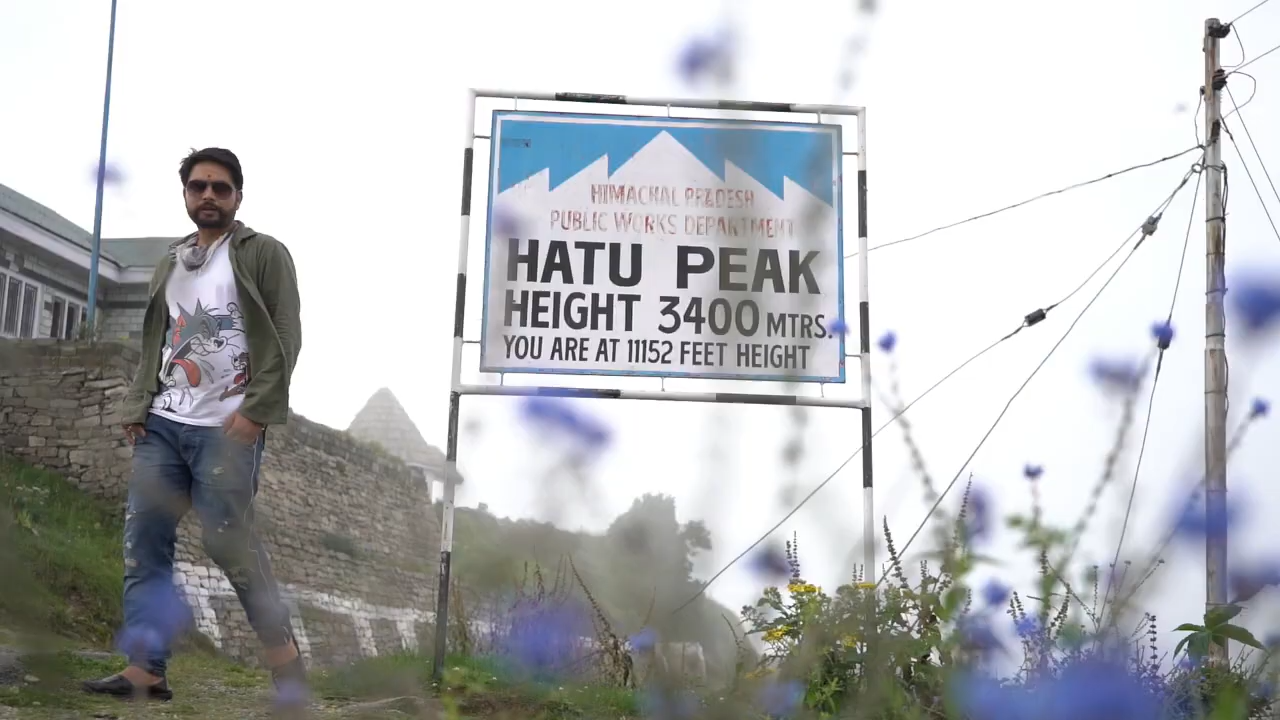 HIMACHAL PRADESH
PUBLIC WORKS DEPARTMENT
HATU PEAK
HEIGHT 3400 MTRS.
YOU ARE AT 11152 FEET HEIGHT